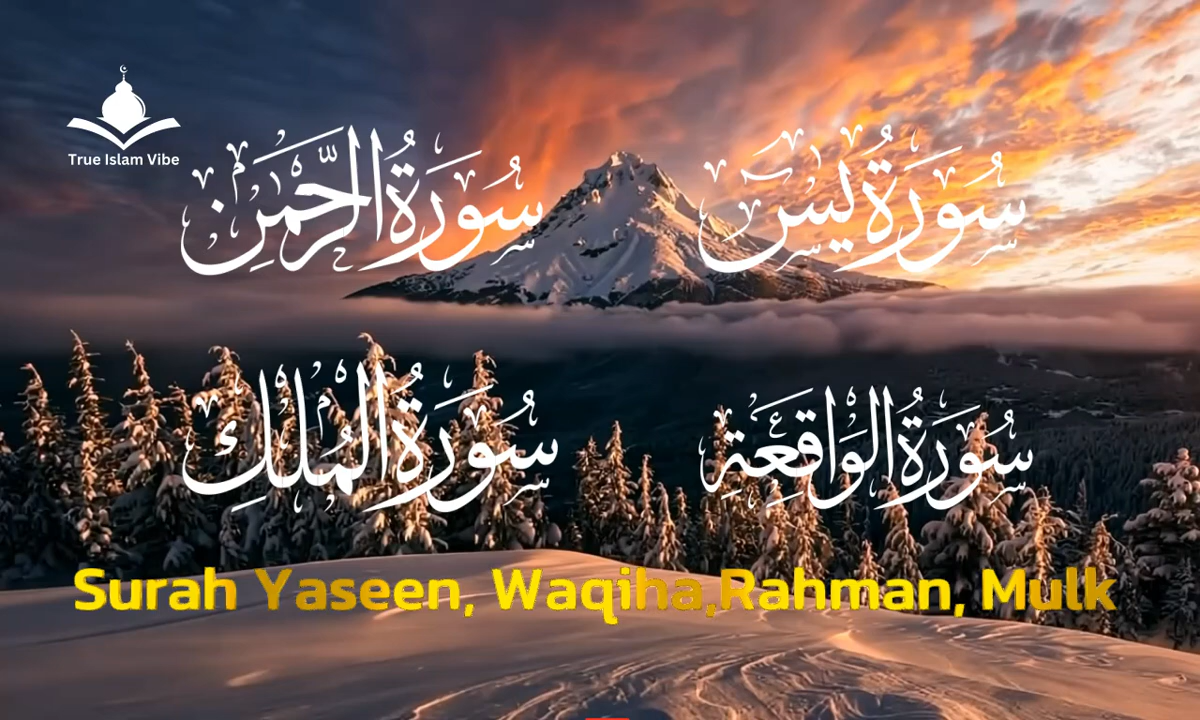 True Islam Vibe
سُورَةُ يسٓ
سُورَةُ الرَّحْمَٰنِ
سُورَةُ الْوَاقِعَةِ
سُورَةُ الْمُلْكِ
Surah Yaseen, Waqiha,Rahman, Mulk